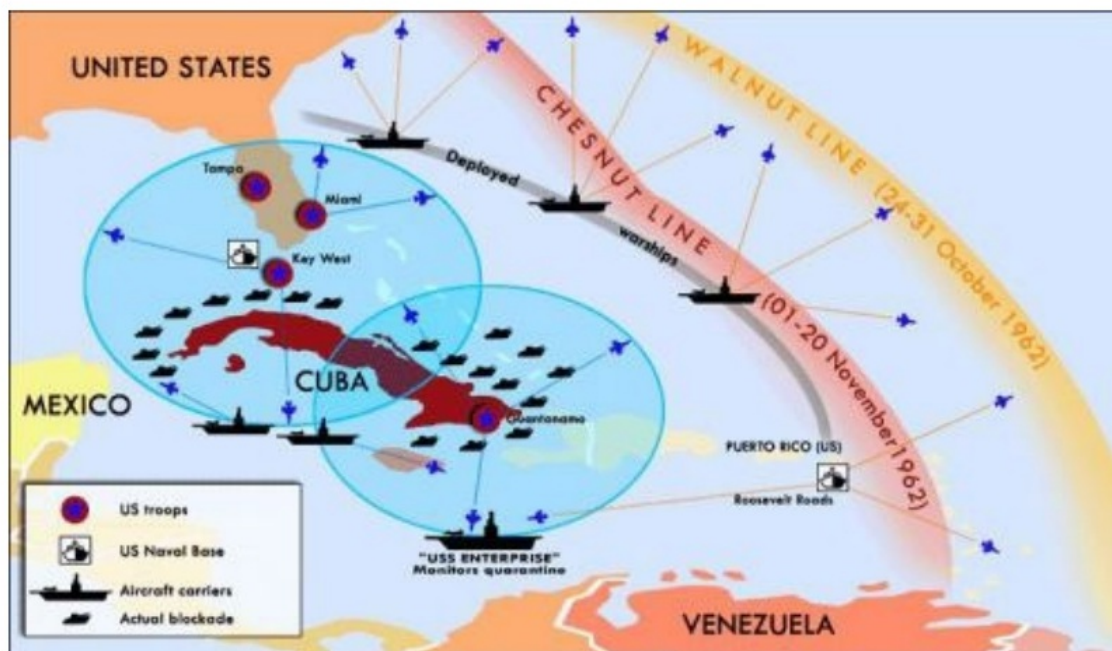 UNITED STATES
WALNUT LINE (24-31 October 1962)
CHESNUT LINE (01-20 November 1962)
Deployed warships
Tampa
Miami
Key West
CUBA
Guantanamo
MEXICO
PUERTO RICO (US)
Roosevelt Roads
"USS ENTERPRISE"
Monitors quarantine
VENEZUELA
US troops
US Naval Base
Aircraft carriers
Actual blockade